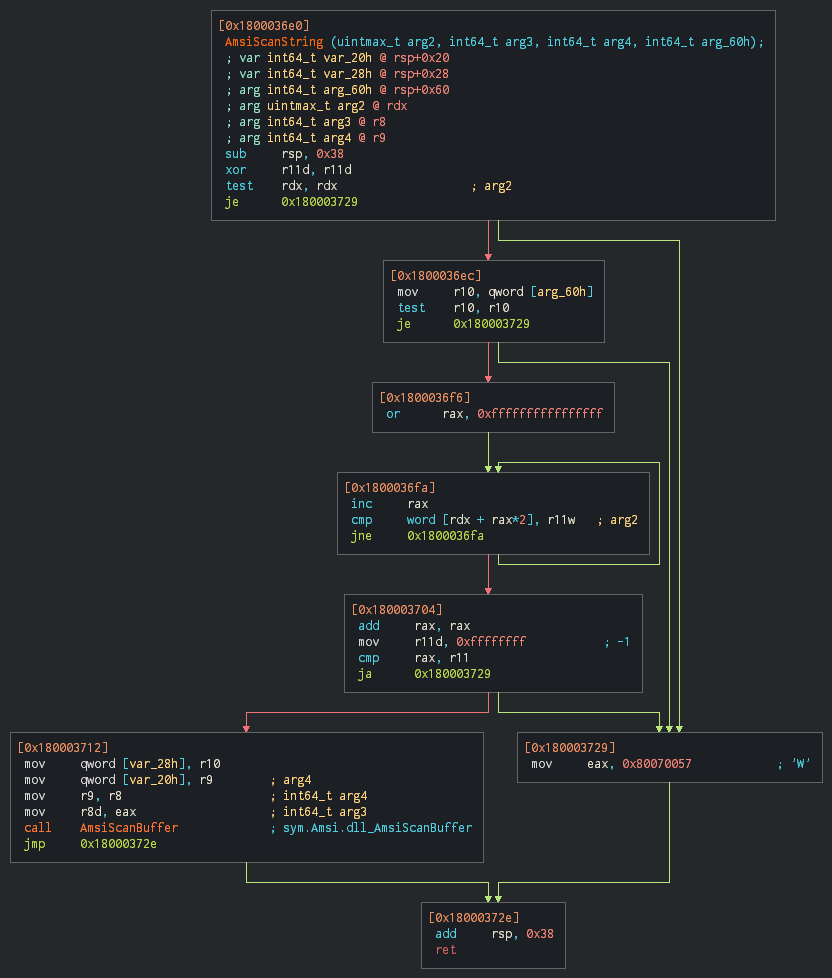 [0x1800036e0]
AmsiScanString (uintmax_t arg2, int64_t arg3, int64_t arg4, int64_t arg_60h);
; var int64_t var_20h @ rsp+0x20
; var int64_t var_28h @ rsp+0x28
; arg int64_t arg_60h @ rsp+0x60
; arg uintmax_t arg2 @ rdx
; arg int64_t arg3 @ r8
; arg int64_t arg4 @ r9
sub rsp, 0x38
xor r11d, r11d
test rdx, rdx ; arg2
je 0x180003729
[0x1800036ec]
mov r10, qword [arg_60h]
test r10, r10
je 0x180003729
[0x1800036f6]
or rax, 0xffffffffffffffff
[0x1800036fa]
inc rax
cmp word [rdx + rax*2], r11w ; arg2
jne 0x1800036fa
[0x180003704]
add rax, rax
mov r11d, 0xffffffff ; -1
cmp rax, r11
ja 0x180003729
[0x180003712]
mov qword [var_28h], r10
mov qword [var_20h], r9 ; arg4
mov r9, r8 ; int64_t arg4
mov r8d, eax ; int64_t arg3
call AmsiScanBuffer ; sym.Amsi.dll_AmsiScanBuffer
jmp 0x18000372e
[0x180003729]
mov eax, 0x80070057 ; 'W'
[0x18000372e]
add rsp, 0x38
ret